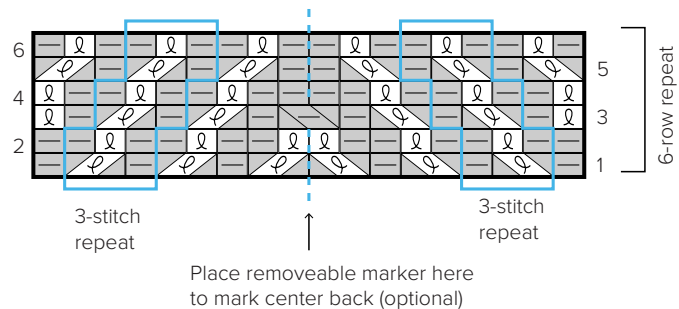 6
5
4
3
2
1
6-row repeat
3-stitch
repeat
3-stitch
repeat
Place removeable marker here
to mark center back (optional)